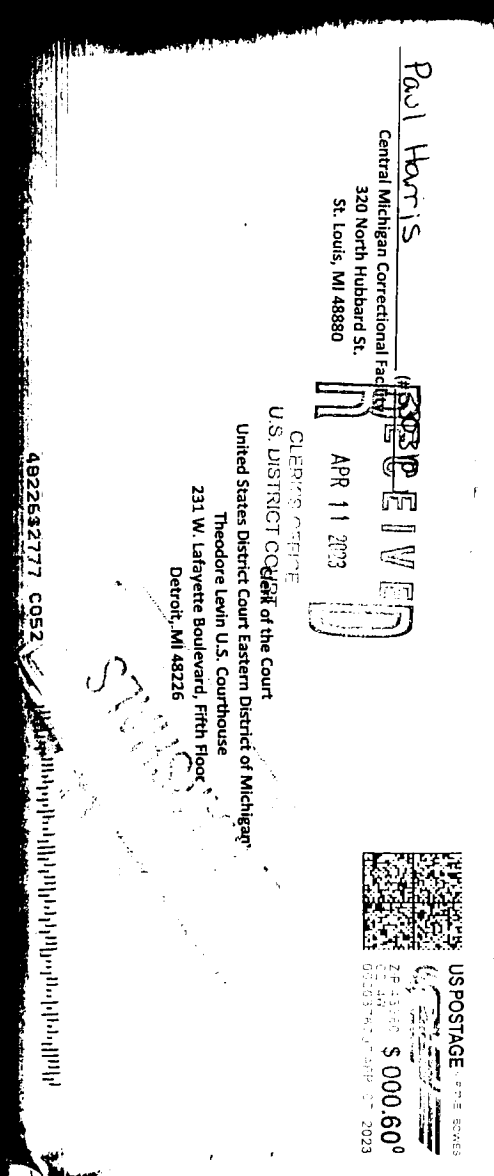 Paul Harris
Central Michigan Correctional Facility
320 North Hubbard St.
St. Louis, MI 48880
RECEIVED
APR 11 2023
CLERK'S OFFICE
U.S. DISTRICT COURT
US POSTAGE
$ 000.60⁰
2023
Clerk of the Court
United States District Court Eastern District of Michigan
Theodore Levin U.S. Courthouse
231 W. Lafayette Boulevard, Fifth Floor
Detroit, MI 48226
48226$2777 C052